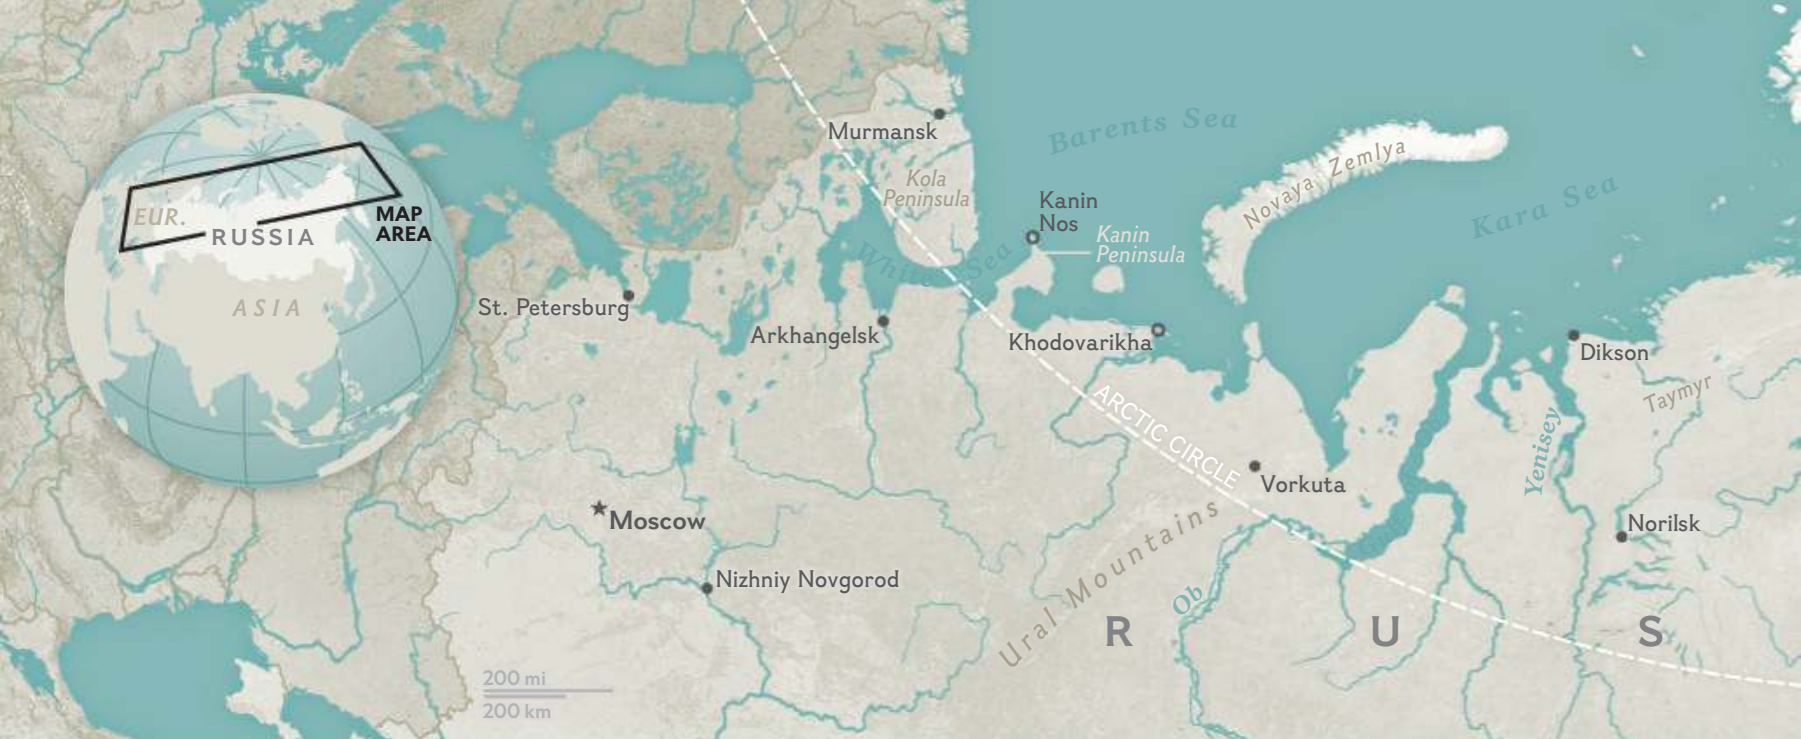 EUR.
RUSSIA
ASIA
MAP
AREA
Murmansk
Kola
Peninsula
Barents Sea
Kanin
Nos
Kanin
Peninsula
Novaya Zemlya
Kara Sea
White Sea
St. Petersburg
Arkhangelsk
Khodovarikha
Dikson
Taymyr
ARCTIC CIRCLE
Yenisey
Vorkuta
Moscow
Norilsk
Nizhniy Novgorod
Ural Mountains
Ob
R U S
200 mi
200 km